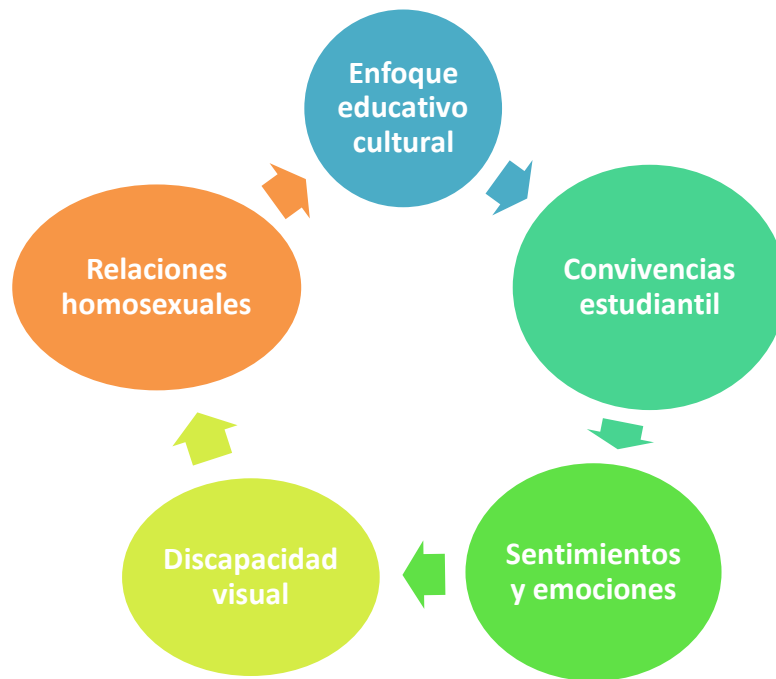 Enfoque
educativo
cultural
Convivencias
estudiantil
Sentimientos
y emociones
Discapacidad
visual
Relaciones
homosexuales